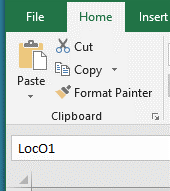 File Home Insert
Cut
Copy
Paste
Format Painter
Clipboard
LocO1